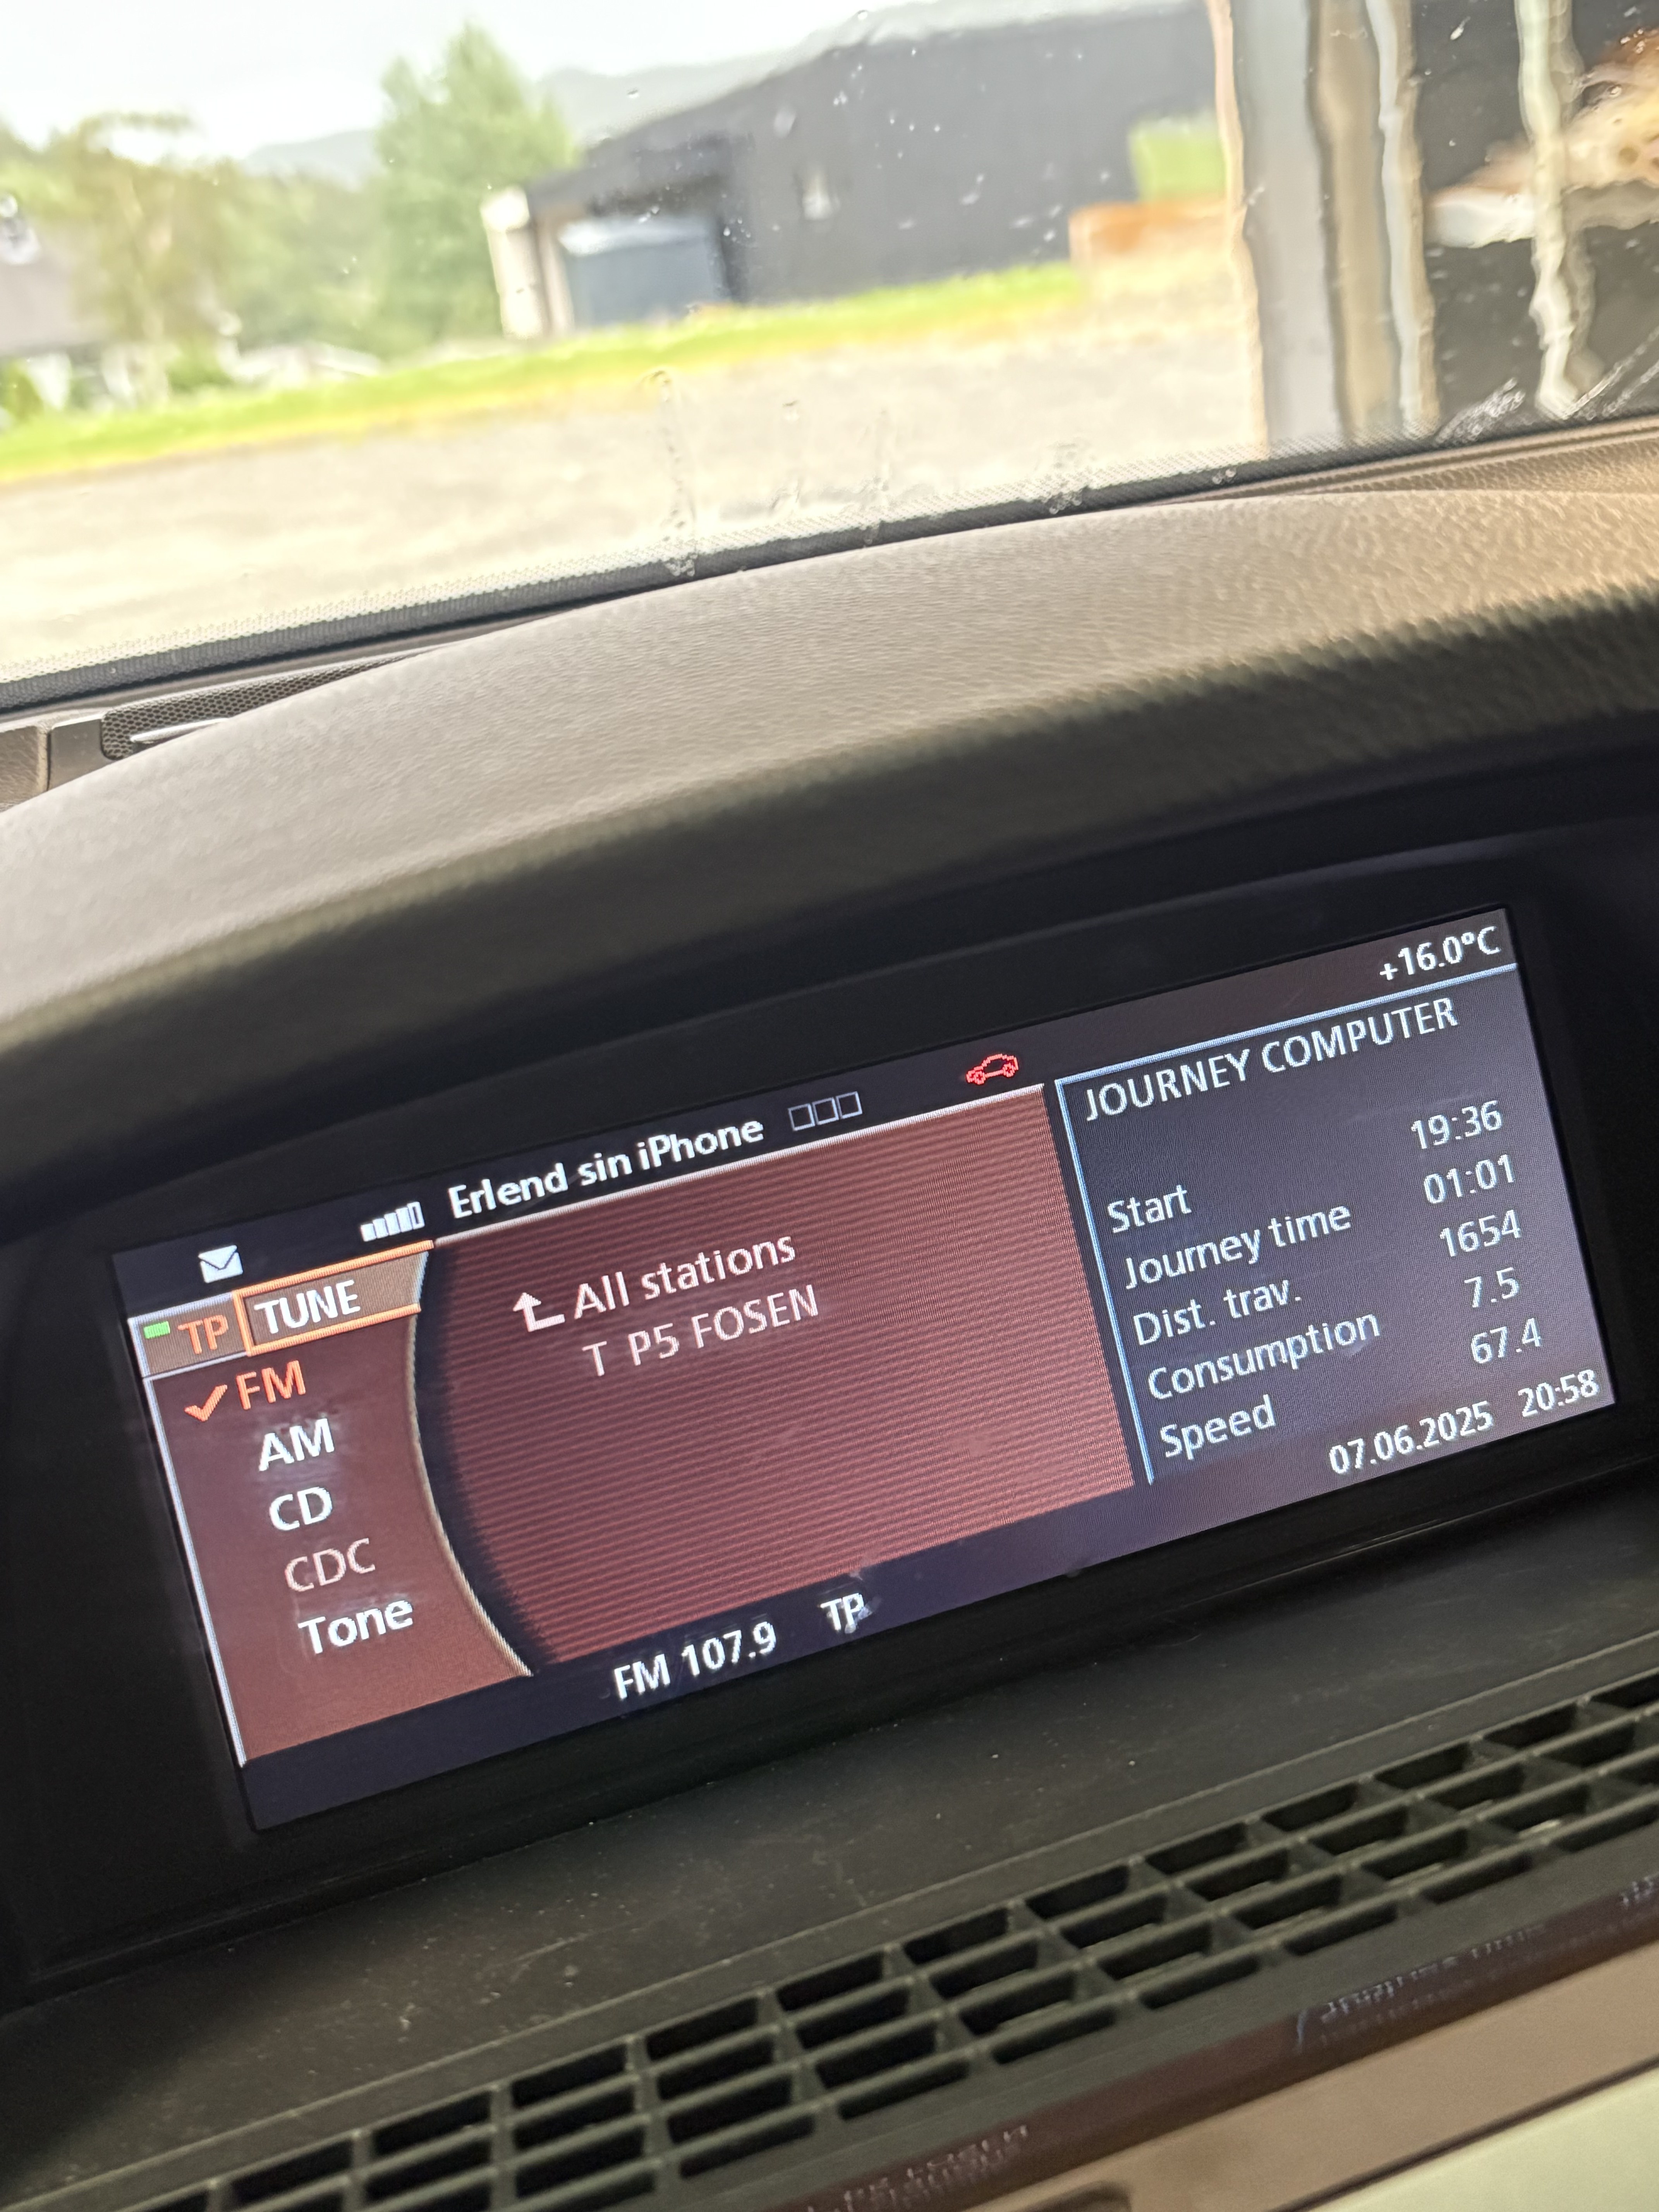 +16.0°C
Erlend sin iPhone
TP TUNE
FM
AM
CD
CDC
Tone
All stations
T P5 FOSEN
FM 107.9 TP
JOURNEY COMPUTER
Start 19:36
Journey time 01:01
Dist. trav. 1654
Consumption 7.5
Speed 67.4
07.06.2025 20:58